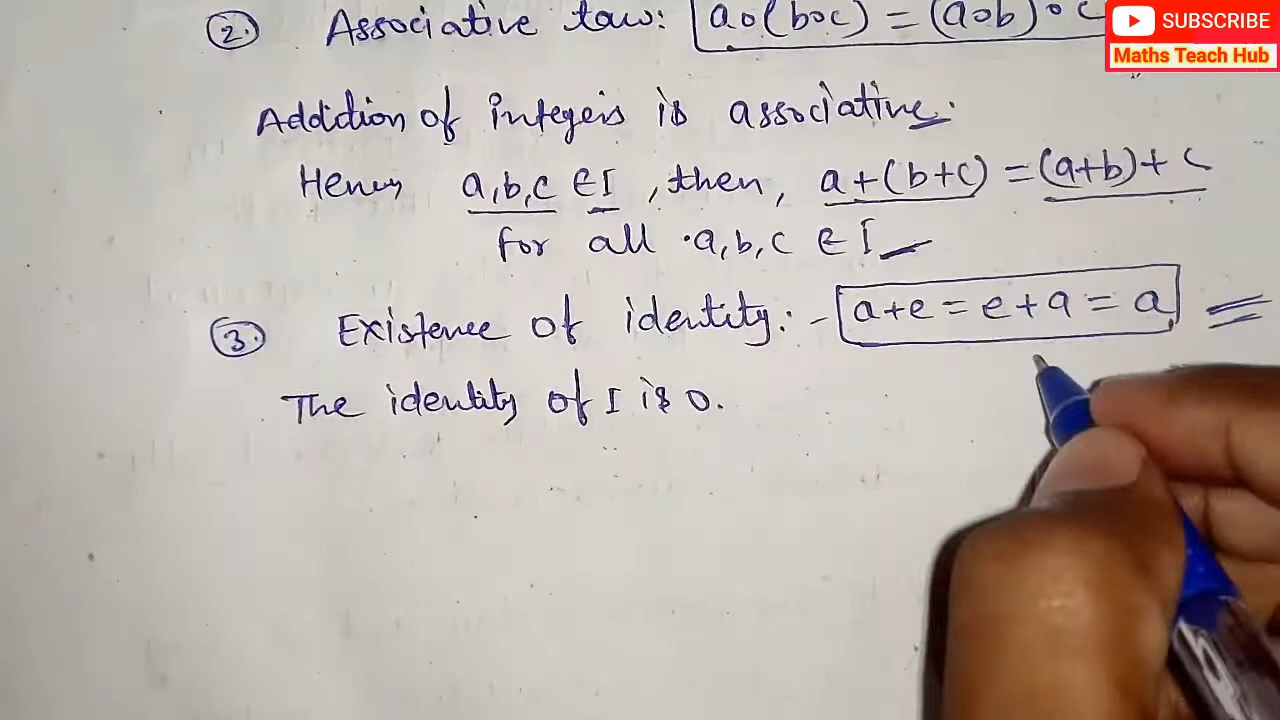 ② Associative law: a∘(b∘c) = (a∘b)∘c
SUBSCRIBE
Maths Teach Hub
Addition of integers is associative.
Hence, a,b,c ∈ I, then, a+(b+c) = (a+b)+c
for all a,b,c ∈ I
③ Existence of identity: - a+e = e+a = a
The identity of I is 0.